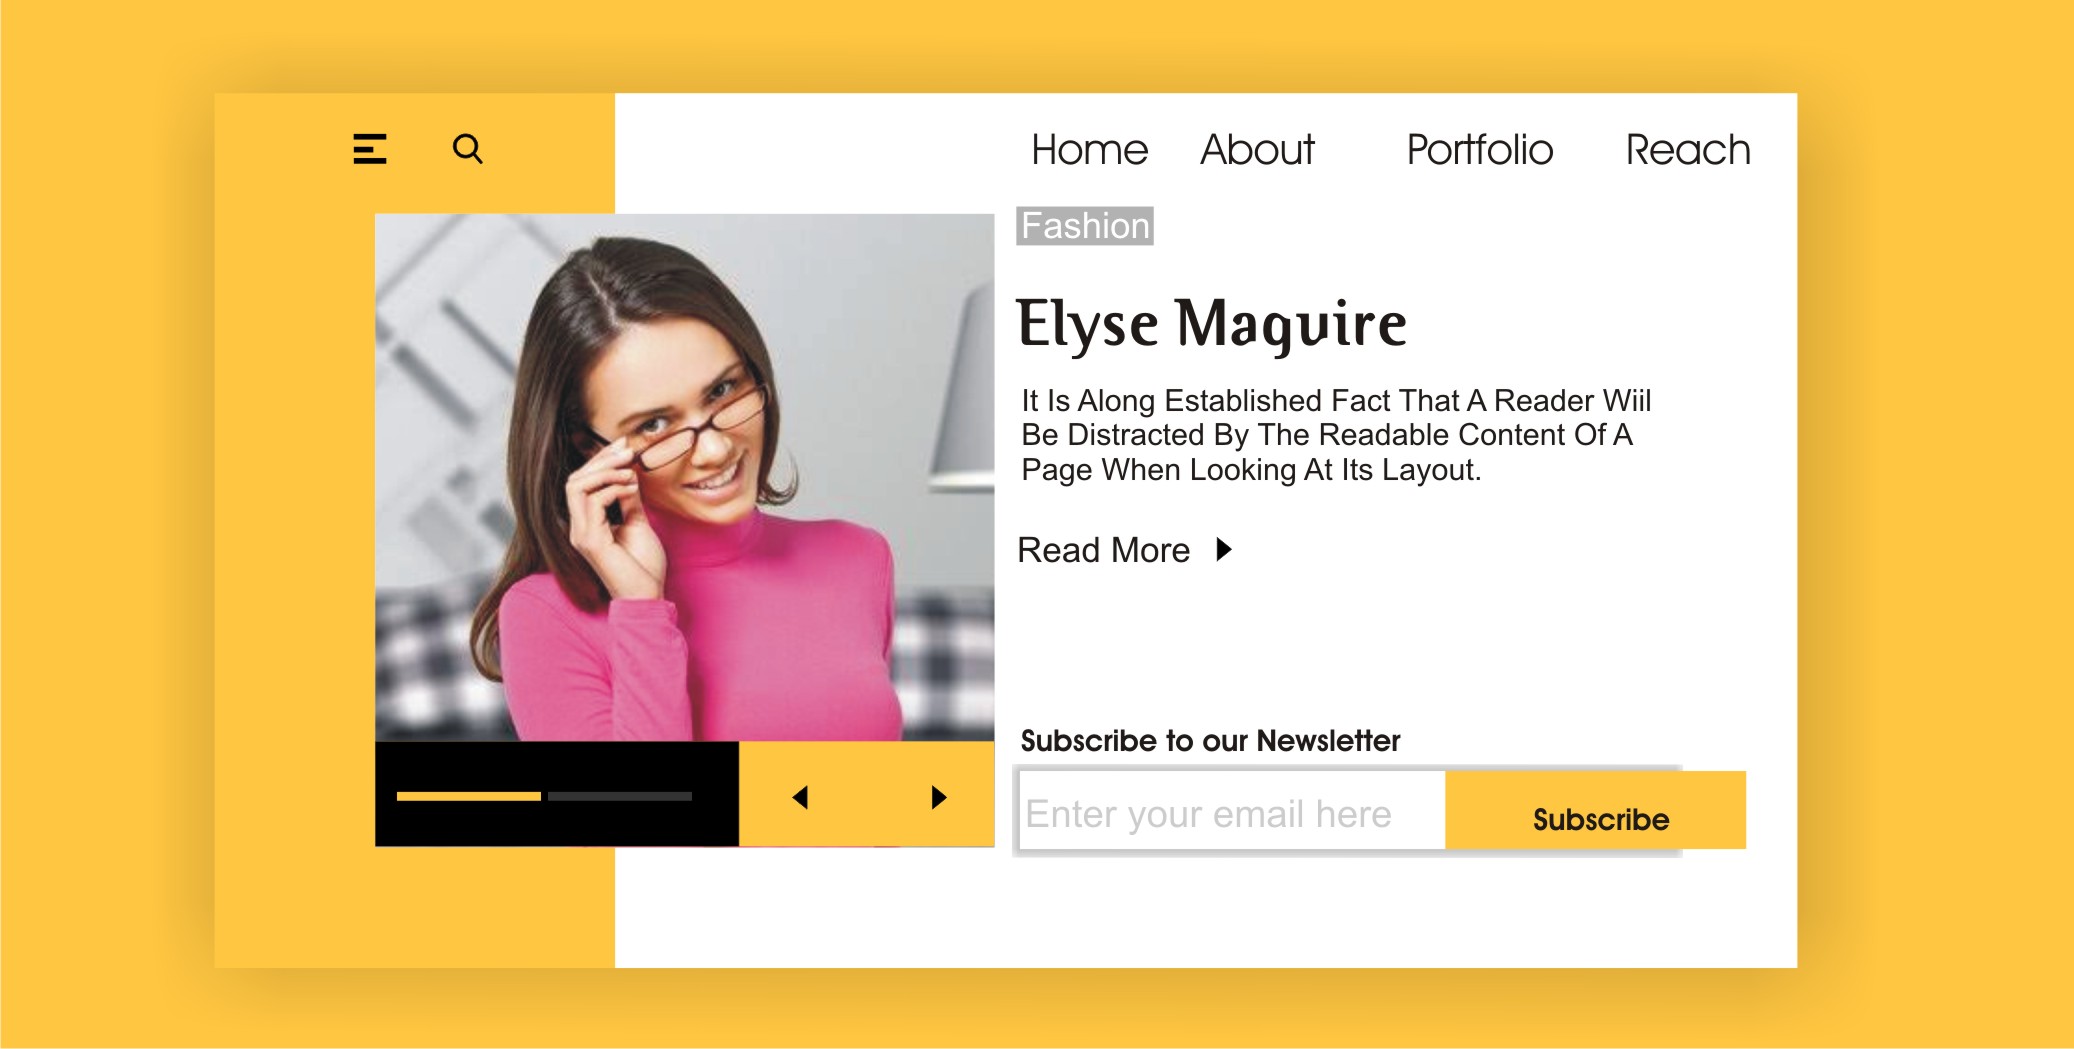 Home About Portfolio Reach
Fashion
Elyse Maguire
It Is Along Established Fact That A Reader Wiil
Be Distracted By The Readable Content Of A
Page When Looking At Its Layout.
Read More
Subscribe to our Newsletter
Enter your email here Subscribe